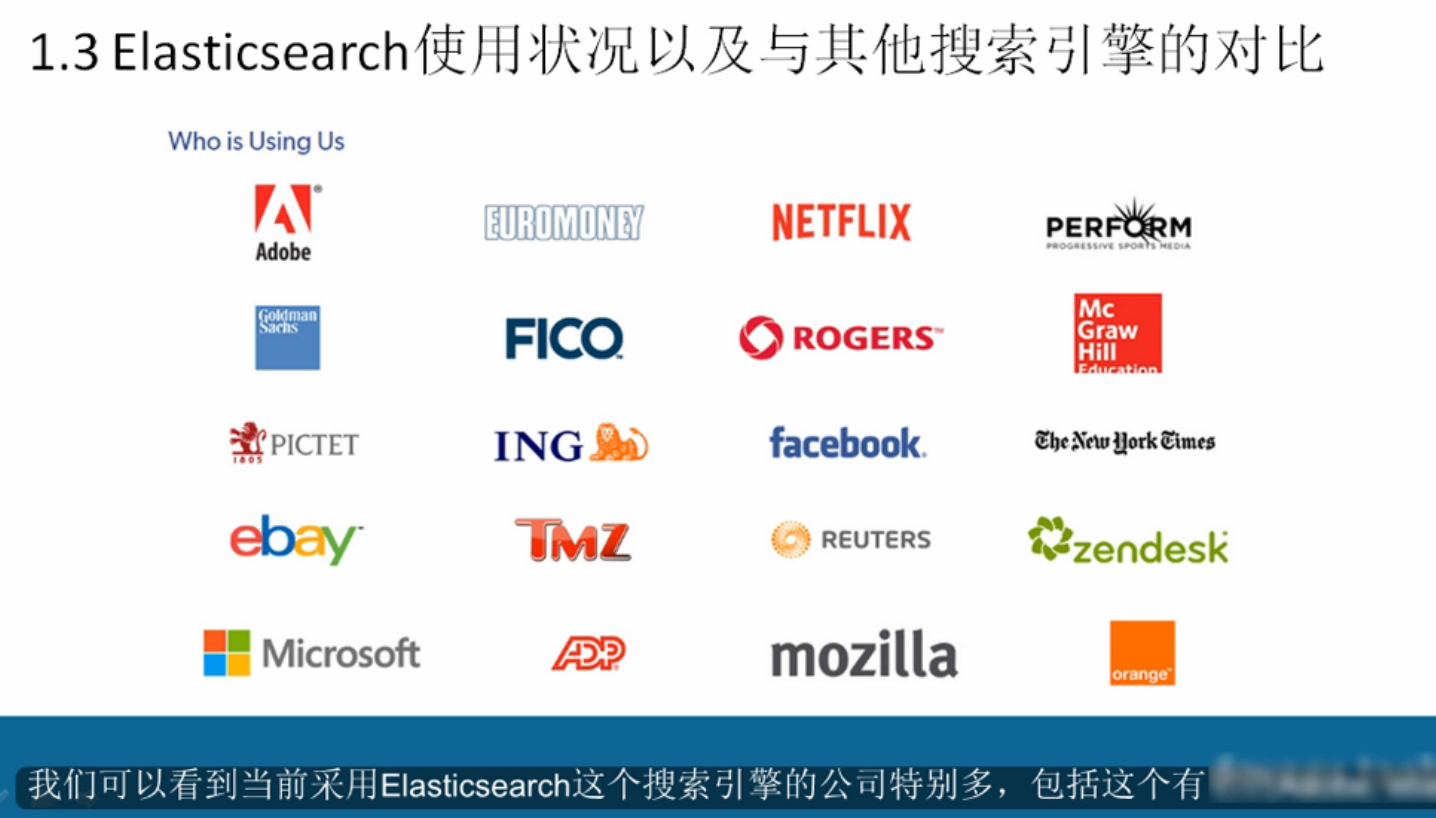 1.3 Elasticsearch使用状况以及与其他搜索引擎的对比
Who is Using Us
Adobe
EUROMONEY
NETFLIX
PERFORM
PROGRESSIVE SPORTS MEDIA
Goldman
Sachs
FICO
ROGERS™
Mc
Graw
Hill
Education
1805 PICTET
ING
facebook
The New York Times
ebay™
TMZ
REUTERS
zendesk
Microsoft
ADP
mozilla
orange™
我们可以看到当前采用Elasticsearch这个搜索引擎的公司特别多，包括这个有